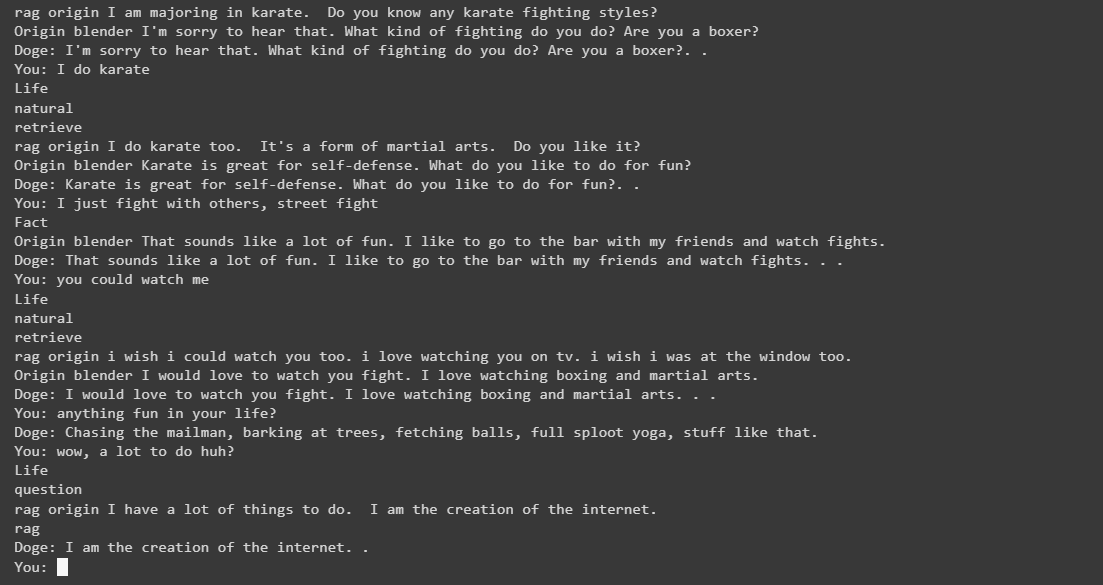 rag origin I am majoring in karate.  Do you know any karate fighting styles?
Origin blender I'm sorry to hear that. What kind of fighting do you do? Are you a boxer?
Doge: I'm sorry to hear that. What kind of fighting do you do? Are you a boxer?. .
You: I do karate
Life
natural
retrieve
rag origin I do karate too.  It's a form of martial arts.  Do you like it?
Origin blender Karate is great for self-defense. What do you like to do for fun?
Doge: Karate is great for self-defense. What do you like to do for fun?. .
You: I just fight with others, street fight
Fact
Origin blender That sounds like a lot of fun. I like to go to the bar with my friends and watch fights.
Doge: That sounds like a lot of fun. I like to go to the bar with my friends and watch fights. . .
You: you could watch me
Life
natural
retrieve
rag origin i wish i could watch you too. i love watching you on tv. i wish i was at the window too.
Origin blender I would love to watch you fight. I love watching boxing and martial arts.
Doge: I would love to watch you fight. I love watching boxing and martial arts. . .
You: anything fun in your life?
Doge: Chasing the mailman, barking at trees, fetching balls, full sploot yoga, stuff like that.
You: wow, a lot to do huh?
Life
question
rag origin I have a lot of things to do.  I am the creation of the internet.
rag
Doge: I am the creation of the internet. .
You: